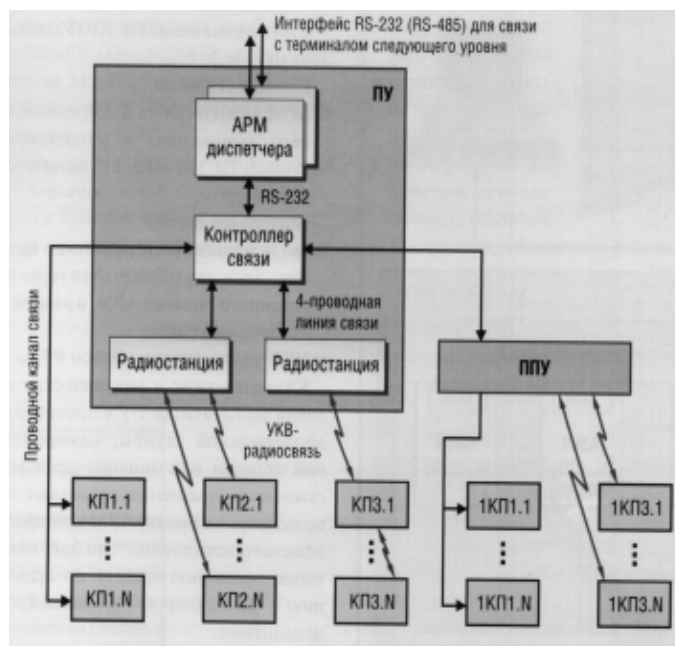 Интерфейс RS-232 (RS-485) для связи
с терминалом следующего уровня
ПУ
АРМ
диспетчера
RS-232
Контроллер
связи
4-проводная
линия связи
Радиостанция
Радиостанция
ППУ
Проводной канал связи
УКВ-
радиосвязь
КП1.1
КП2.1
КП3.1
1КП1.1
1КП3.1
КП1.N
КП2.N
КП3.N
1КП1.N
1КП3.N